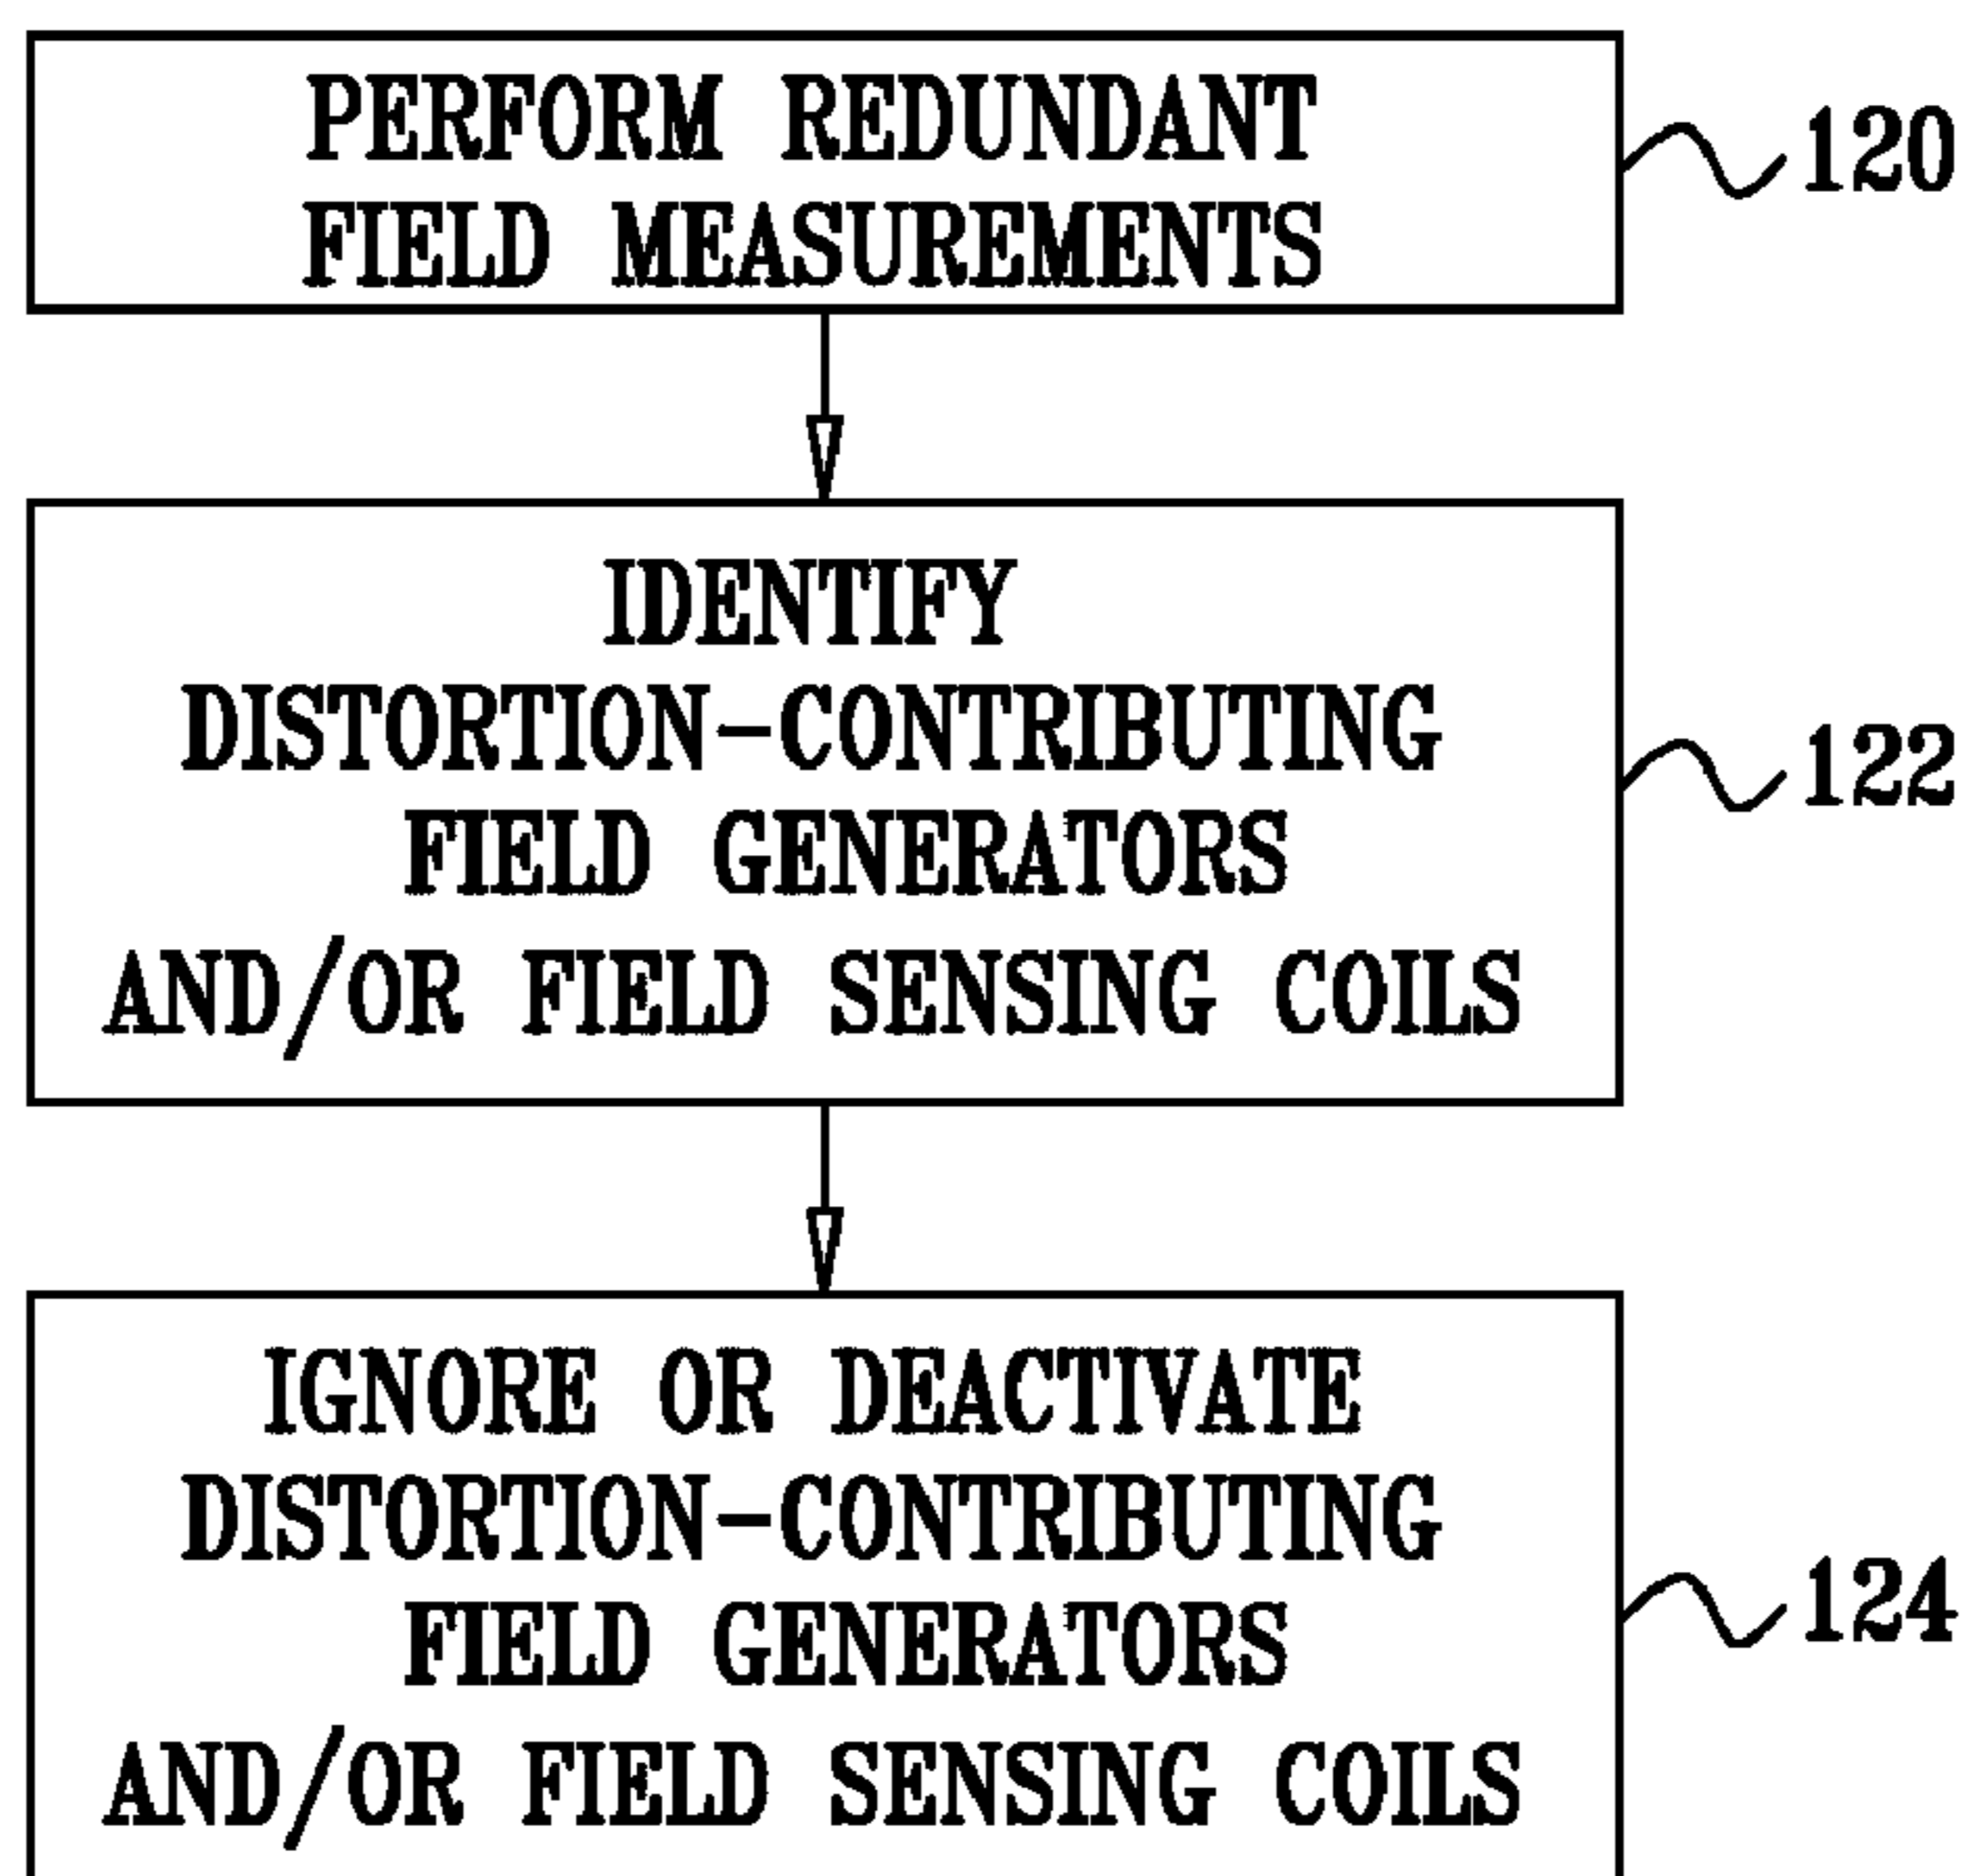 PERFORM REDUNDANT
FIELD MEASUREMENTS
120
IDENTIFY
DISTORTION-CONTRIBUTING
FIELD GENERATORS
AND/OR FIELD SENSING COILS
122
IGNORE OR DEACTIVATE
DISTORTION-CONTRIBUTING
FIELD GENERATORS
AND/OR FIELD SENSING COILS
124